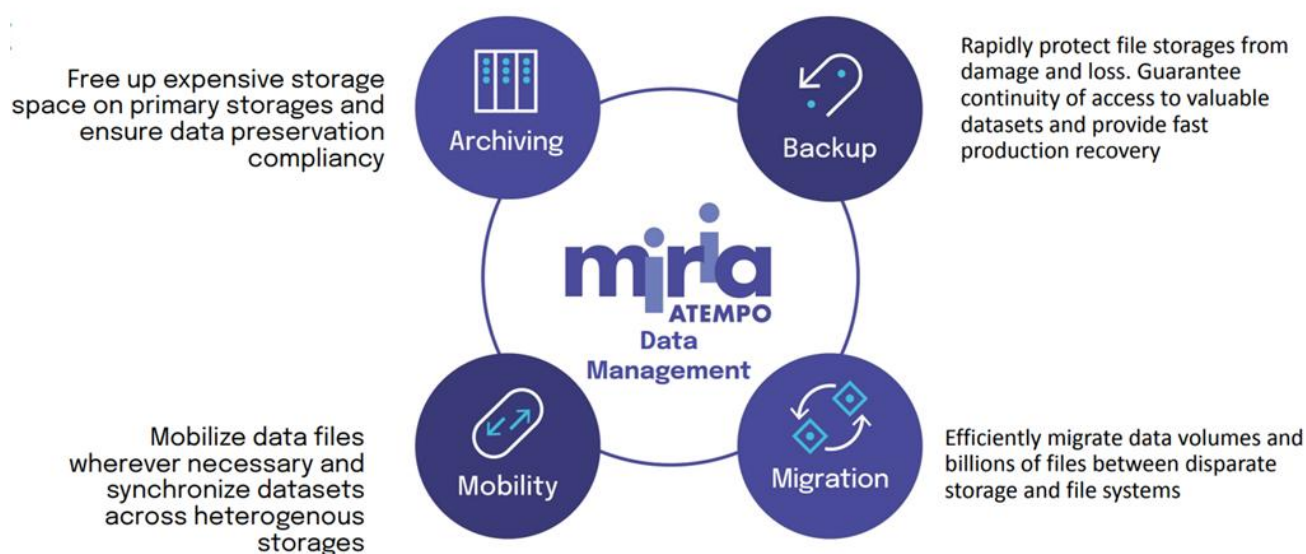 Free up expensive storage
space on primary storages and
ensure data preservation
compliancy
Archiving
Backup
Rapidly protect file storages from
damage and loss. Guarantee
continuity of access to valuable
datasets and provide fast
production recovery
miria
ATEMPO
Data
Management
Mobilize data files
wherever necessary and
synchronize datasets
across heterogenous
storages
Mobility
Migration
Efficiently migrate data volumes and
billions of files between disparate
storage and file systems